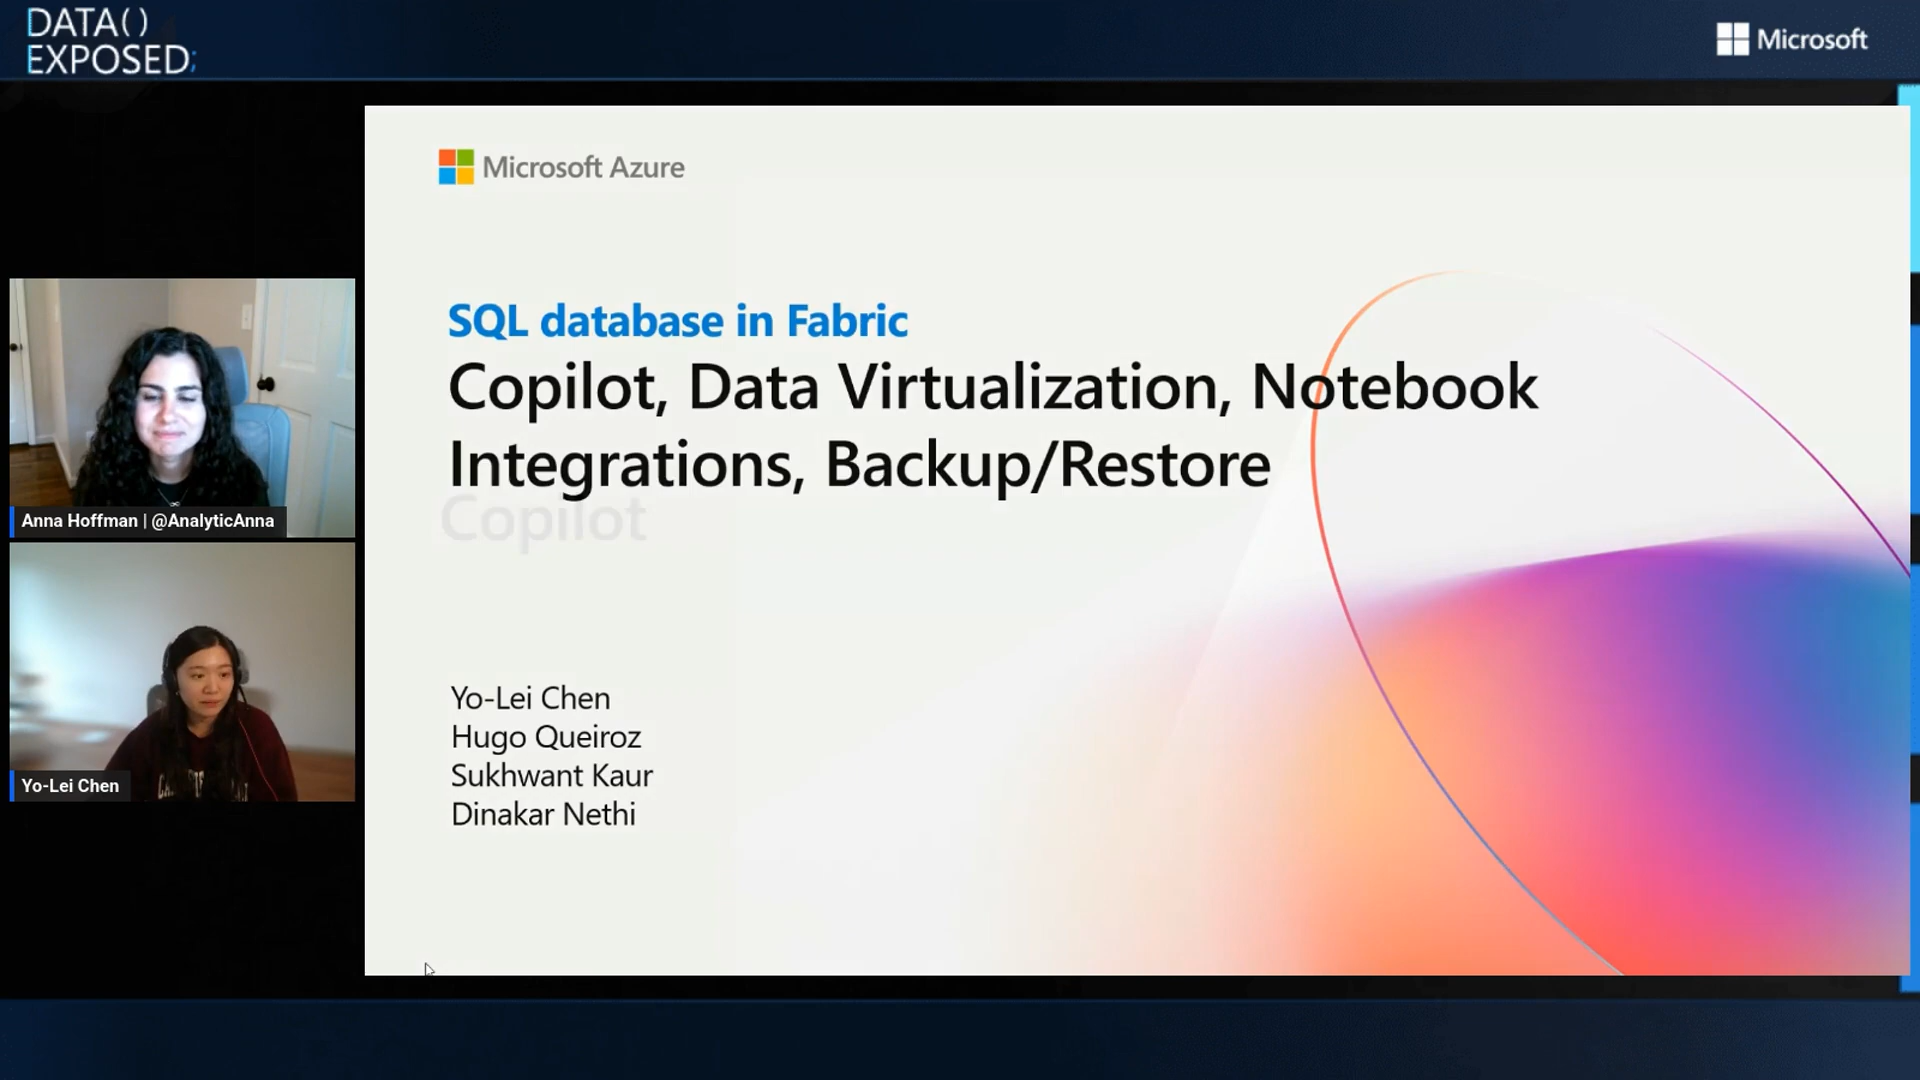 DATA()
EXPOSED;
Microsoft
Microsoft Azure
SQL database in Fabric
Copilot, Data Virtualization, Notebook
Integrations, Backup/Restore
Copilot
Yo-Lei Chen
Hugo Queiroz
Sukhwant Kaur
Dinakar Nethi
Anna Hoffman | @AnalyticAnna
Yo-Lei Chen